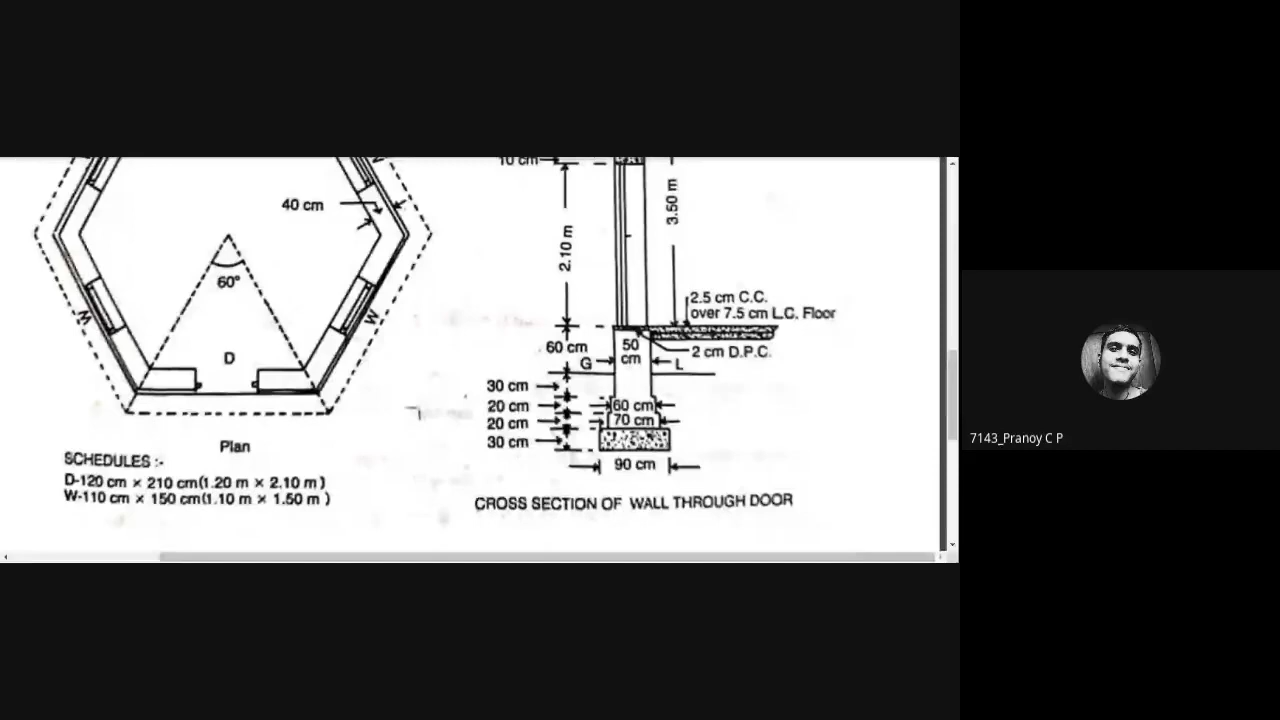 40 cm
60°
W
W
D
Plan
SCHEDULES :-
D-120 cm × 210 cm(1.20 m × 2.10 m)
W-110 cm × 150 cm(1.10 m × 1.50 m )
10 cm
2.10 m
3.50 m
2.5 cm C.C.
over 7.5 cm L.C. Floor
60 cm
50
cm
2 cm D.P.C.
G
L
30 cm
20 cm
60 cm
20 cm
70 cm
30 cm
90 cm
CROSS SECTION OF WALL THROUGH DOOR
7143_Pranoy C P